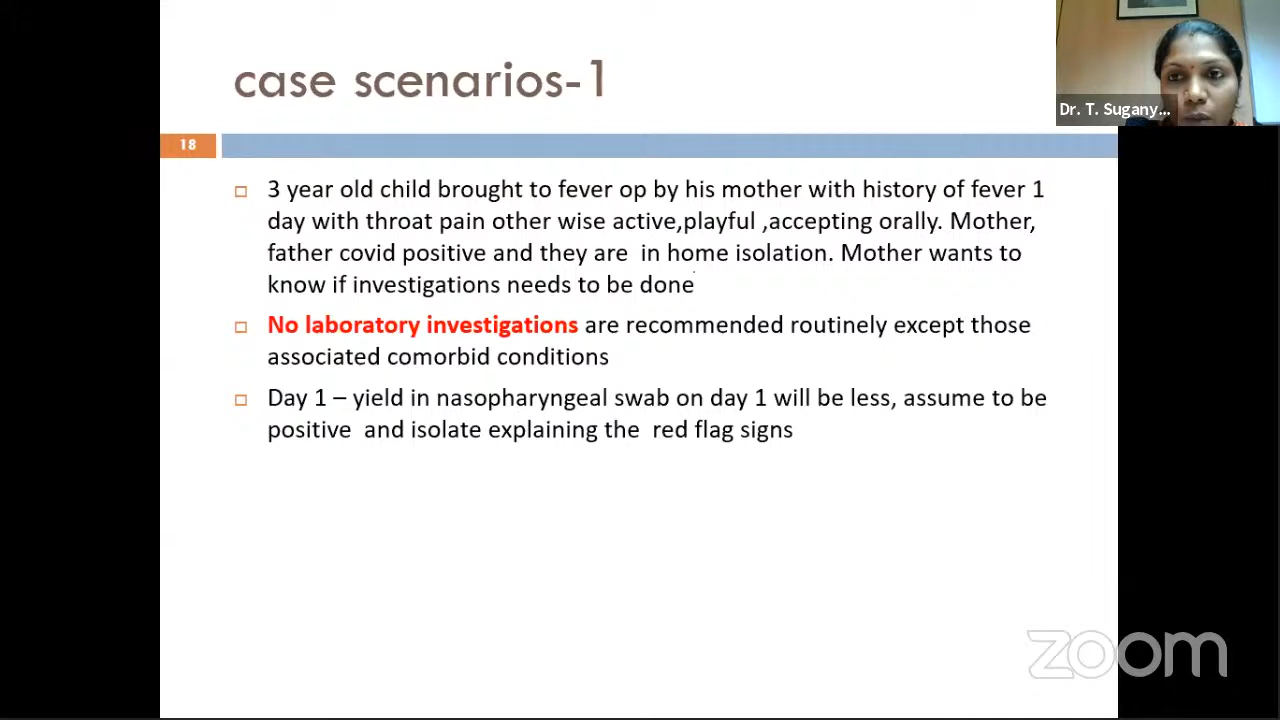 case scenarios-1
Dr. T. Sugany...
18
3 year old child brought to fever op by his mother with history of fever 1
day with throat pain other wise active,playful ,accepting orally. Mother,
father covid positive and they are in home isolation. Mother wants to
know if investigations needs to be done
No laboratory investigations are recommended routinely except those
associated comorbid conditions
Day 1 – yield in nasopharyngeal swab on day 1 will be less, assume to be
positive and isolate explaining the red flag signs
zoom